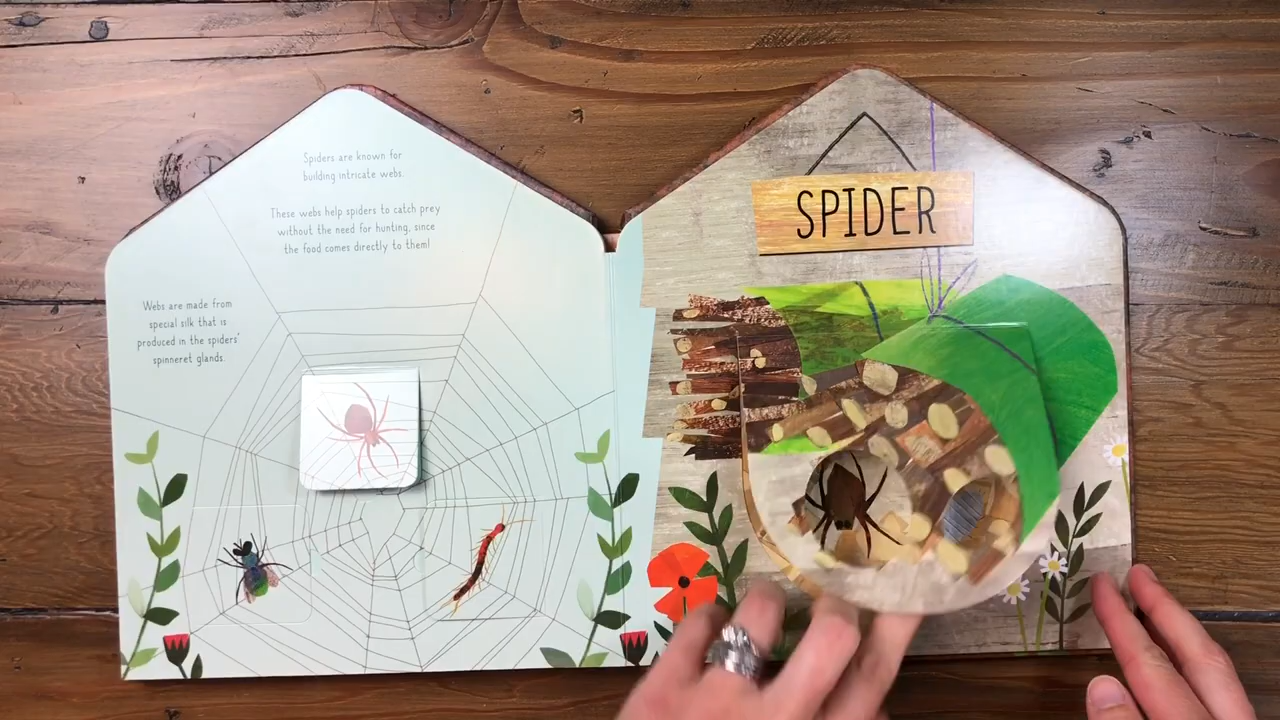 Spiders are known for
building intricate webs.
These webs help spiders to catch prey
without the need for hunting, since
the food comes directly to them!
Webs are made from
special silk that is
produced in the spiders'
spinneret glands.
SPIDER